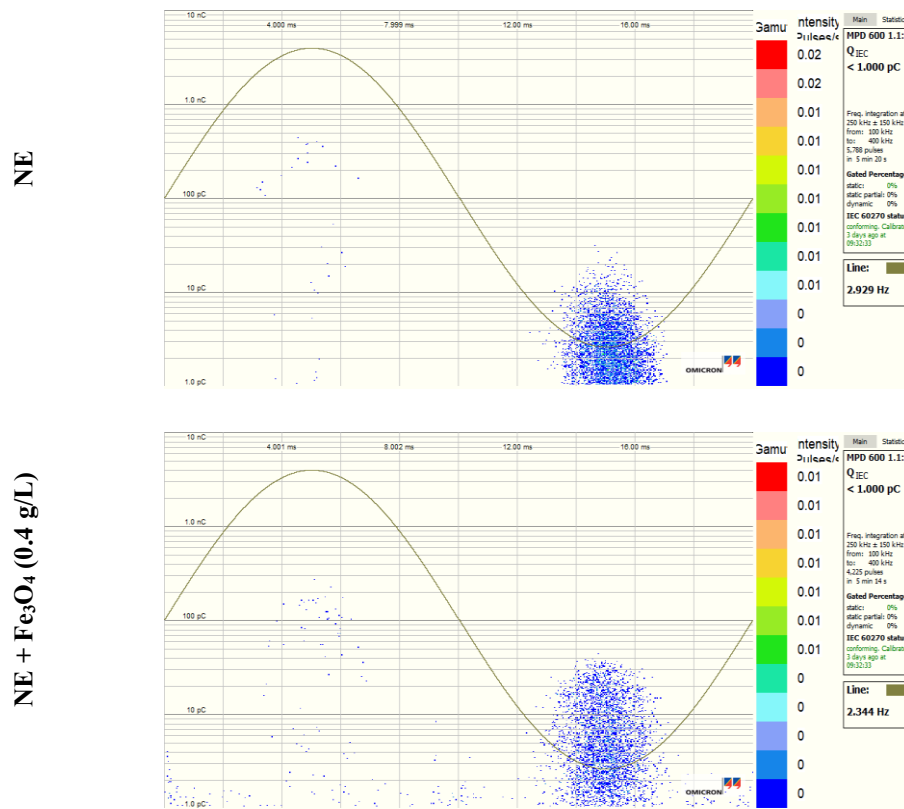 NE
10 nC
4.000 ms 7.999 ms 12.00 ms 16.00 ms
1.0 nC
100 pC
10 pC
1.0 pC
OMICRON
Gamu ntensity
Pulses/s
0.02
0.02
0.01
0.01
0.01
0.01
0.01
0.01
0.01
0
0
0
Main Statistic
MPD 600 1.1:
QIEC
< 1.000 pC
Freq. integration at
250 kHz ± 150 kHz
from: 100 kHz
to: 400 kHz
5,788 pulses
in 5 min 20 s
Gated Percentage
static: 0%
static partial: 0%
dynamic 0%
IEC 60270 statu
conforming. Calibrat
3 days ago at
09:32:33
Line:
2.929 Hz
NE + Fe₃O₄ (0.4 g/L)
10 nC
4.001 ms 8.002 ms 12.00 ms 16.00 ms
1.0 nC
100 pC
10 pC
1.0 pC
OMICRON
Gamu ntensity
Pulses/s
0.01
0.01
0.01
0.01
0.01
0.01
0.01
0
0
0
0
0
Main Statistic
MPD 600 1.1:
QIEC
< 1.000 pC
Freq. integration at
250 kHz ± 150 kHz
from: 100 kHz
to: 400 kHz
4,225 pulses
in 5 min 14 s
Gated Percentage
static: 0%
static partial: 0%
dynamic 0%
IEC 60270 statu
conforming. Calibrat
3 days ago at
09:32:33
Line:
2.344 Hz